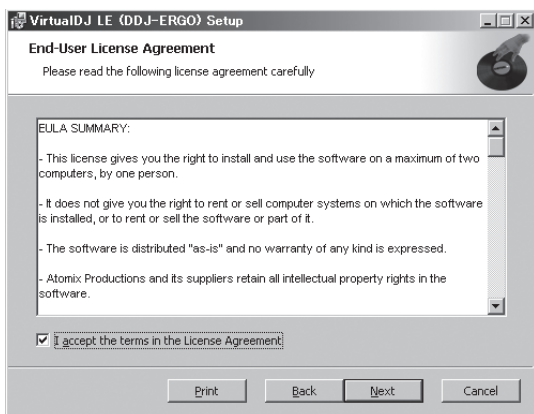 VirtualDJ LE (DDJ-ERGO) Setup
End-User License Agreement
Please read the following license agreement carefully
EULA SUMMARY:
- This license gives you the right to install and use the software on a maximum of two
computers, by one person.
- It does not give you the right to rent or sell computer systems on which the software
is installed, or to rent or sell the software or part of it.
- The software is distributed "as-is" and no warranty of any kind is expressed.
- Atomix Productions and its suppliers retain all intellectual property rights in the
software.
I accept the terms in the License Agreement
Print Back Next Cancel